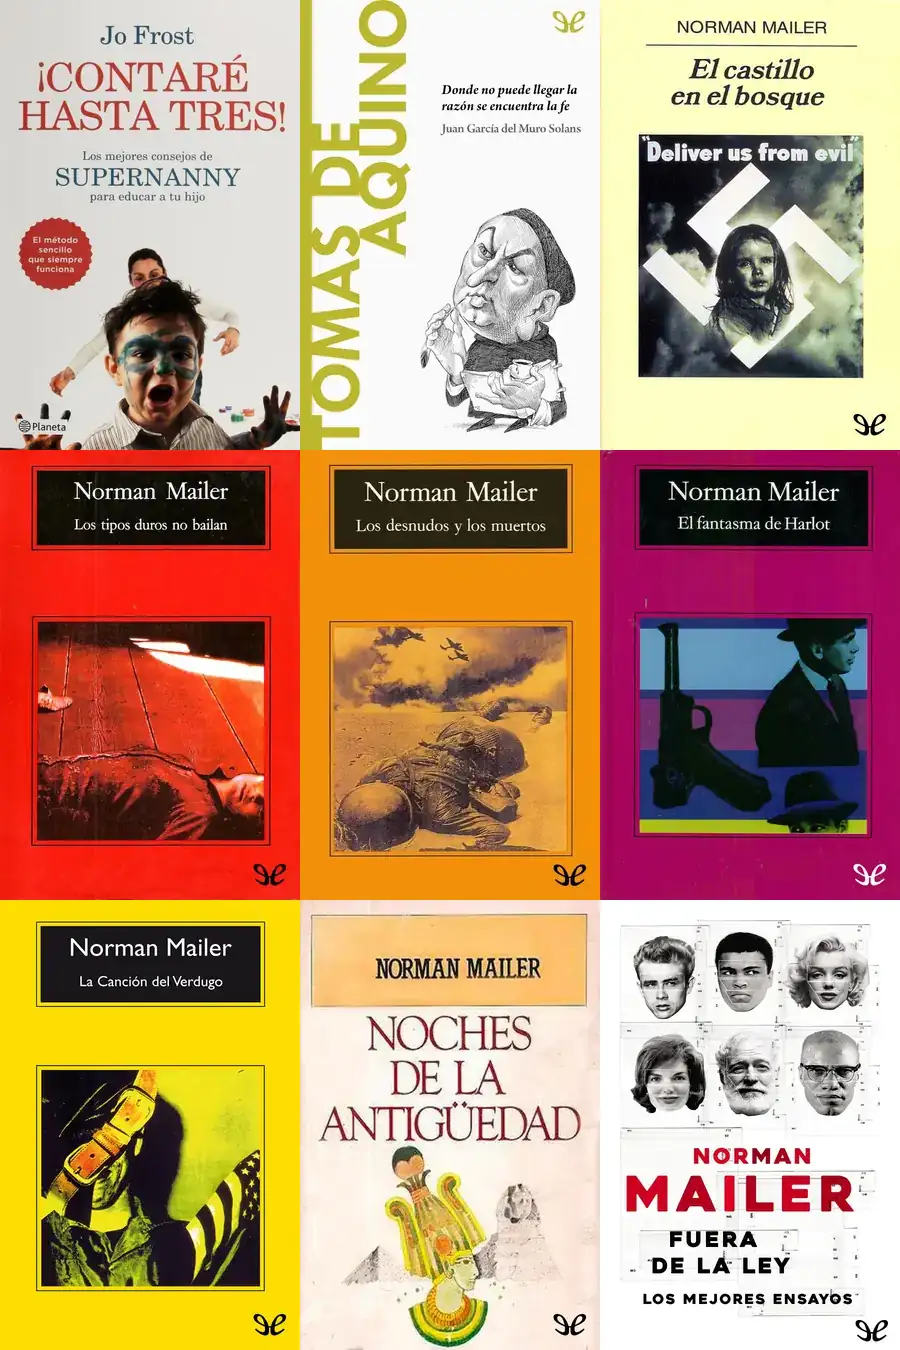 Jo Frost
¡CONTARÉ
HASTA TRES!
Los mejores consejos de
SUPERNANNY
para educar a tu hijo
El método
sencillo
que siempre
funciona
Planeta
TOMAS DE
AQUINO
Donde no puede llegar la
razón se encuentra la fe
Juan García del Muro Solans
NORMAN MAILER
El castillo
en el bosque
"Deliver us from evil"
Norman Mailer
Los tipos duros no bailan
Norman Mailer
Los desnudos y los muertos
Norman Mailer
El fantasma de Harlot
Norman Mailer
La Canción del Verdugo
NORMAN MAILER
NOCHES
DE LA
ANTIGÜEDAD
NORMAN
MAILER
FUERA
DE LA LEY
LOS MEJORES ENSAYOS